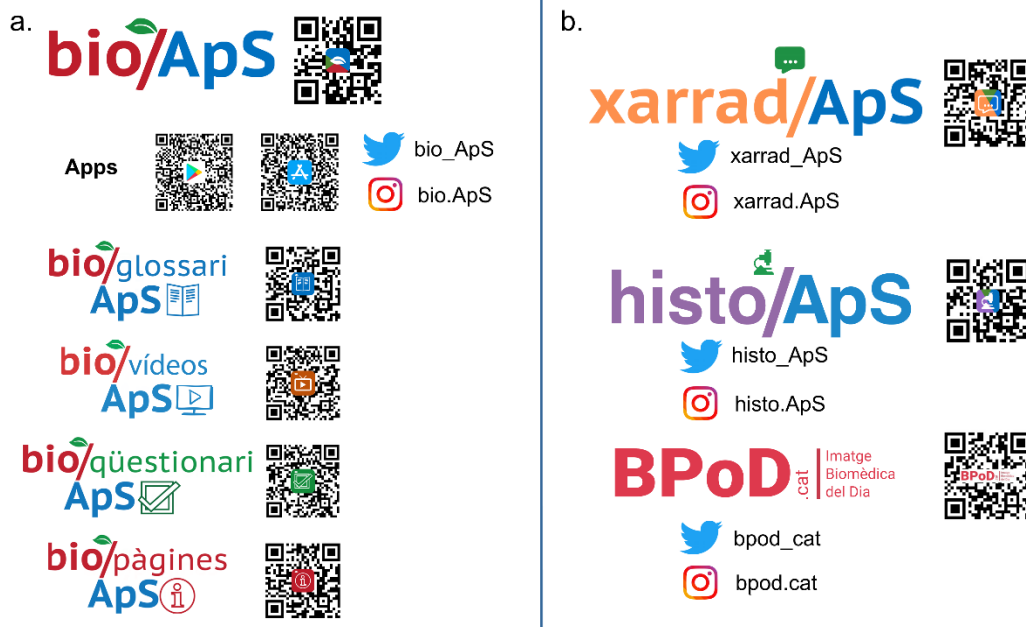 a.
bio/ApS
Apps
bio_ApS
bio.ApS
bio/glossari
ApS
bio/vídeos
ApS
bio/qüestionari
ApS
bio/pàgines
ApS
b.
xarrad/ApS
xarrad_ApS
xarrad.ApS
histo/ApS
histo_ApS
histo.ApS
BPoD.cat
Imatge
Biomèdica
del Dia
BPoD
bpod_cat
bpod.cat